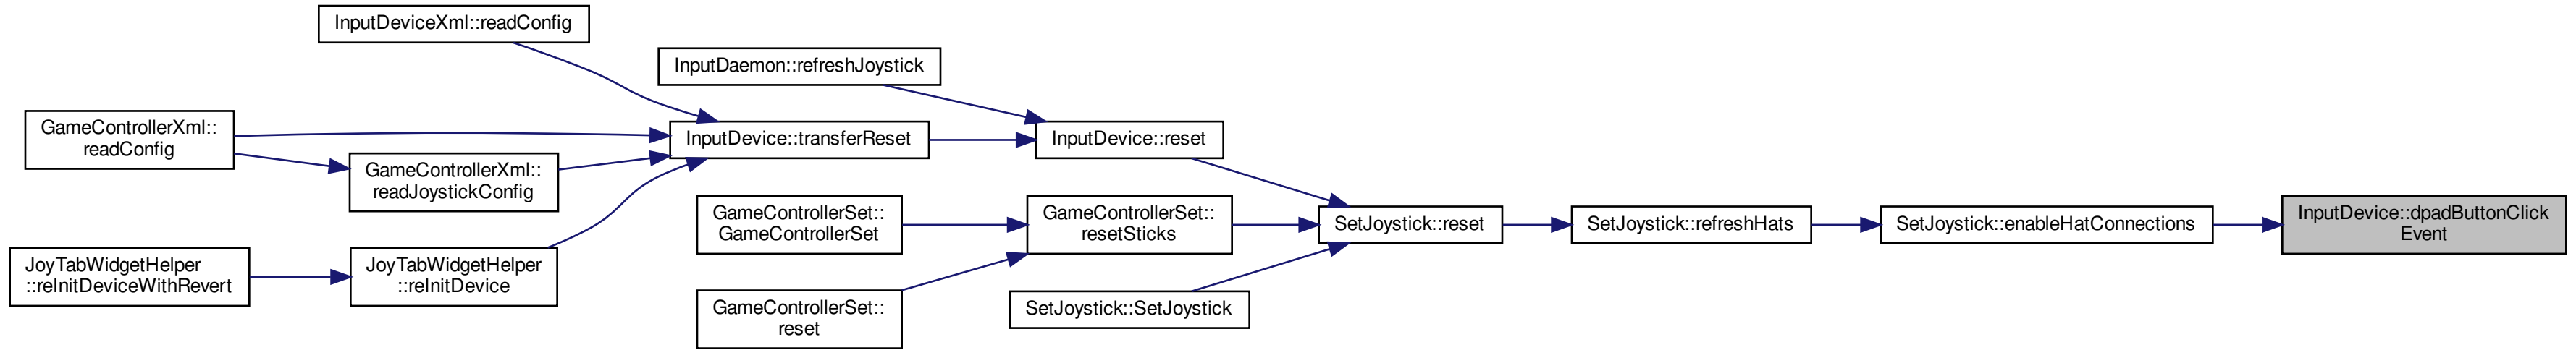 InputDeviceXml::readConfig
InputDaemon::refreshJoystick
GameControllerXml::
readConfig
InputDevice::transferReset
InputDevice::reset
GameControllerXml::
readJoystickConfig
GameControllerSet::
GameControllerSet
GameControllerSet::
resetSticks
SetJoystick::reset
SetJoystick::refreshHats
SetJoystick::enableHatConnections
InputDevice::dpadButtonClick
Event
JoyTabWidgetHelper
::reInitDeviceWithRevert
JoyTabWidgetHelper
::reInitDevice
GameControllerSet::
reset
SetJoystick::SetJoystick